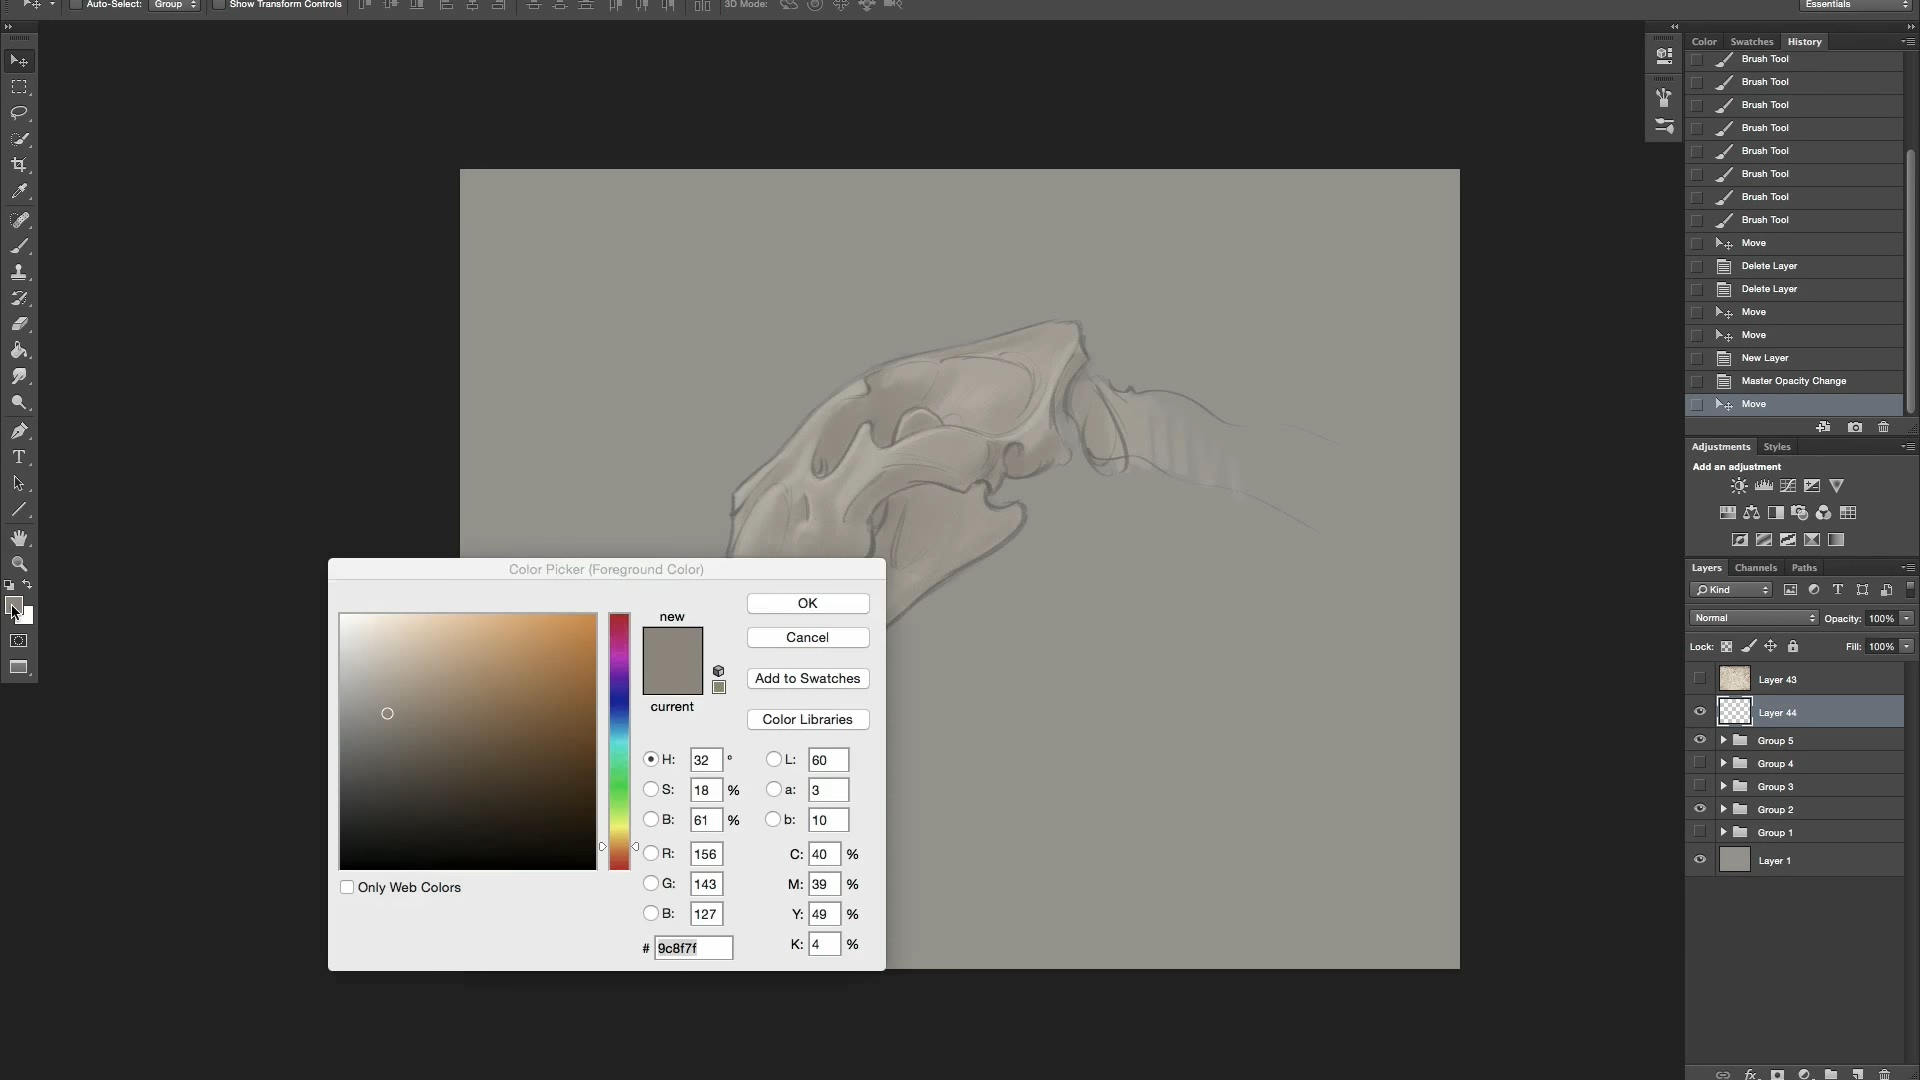 Auto-Select: Group Show Transform Controls 3D Mode: Essentials
Color Swatches History
Brush Tool
Brush Tool
Brush Tool
Brush Tool
Brush Tool
Brush Tool
Brush Tool
Brush Tool
Move
Delete Layer
Delete Layer
Move
Move
New Layer
Master Opacity Change
Move
Adjustments Styles
Add an adjustment
Layers Channels Paths
Kind
Normal Opacity: 100%
Lock: Fill: 100%
Layer 43
Layer 44
Group 5
Group 4
Group 3
Group 2
Group 1
Layer 1
fx
Color Picker (Foreground Color)
new
current
OK
Cancel
Add to Swatches
Color Libraries
H: 32 ° L: 60
S: 18 % a: 3
B: 61 % b: 10
R: 156 C: 40 %
G: 143 M: 39 %
B: 127 Y: 49 %
# 9c8f7f K: 4 %
Only Web Colors